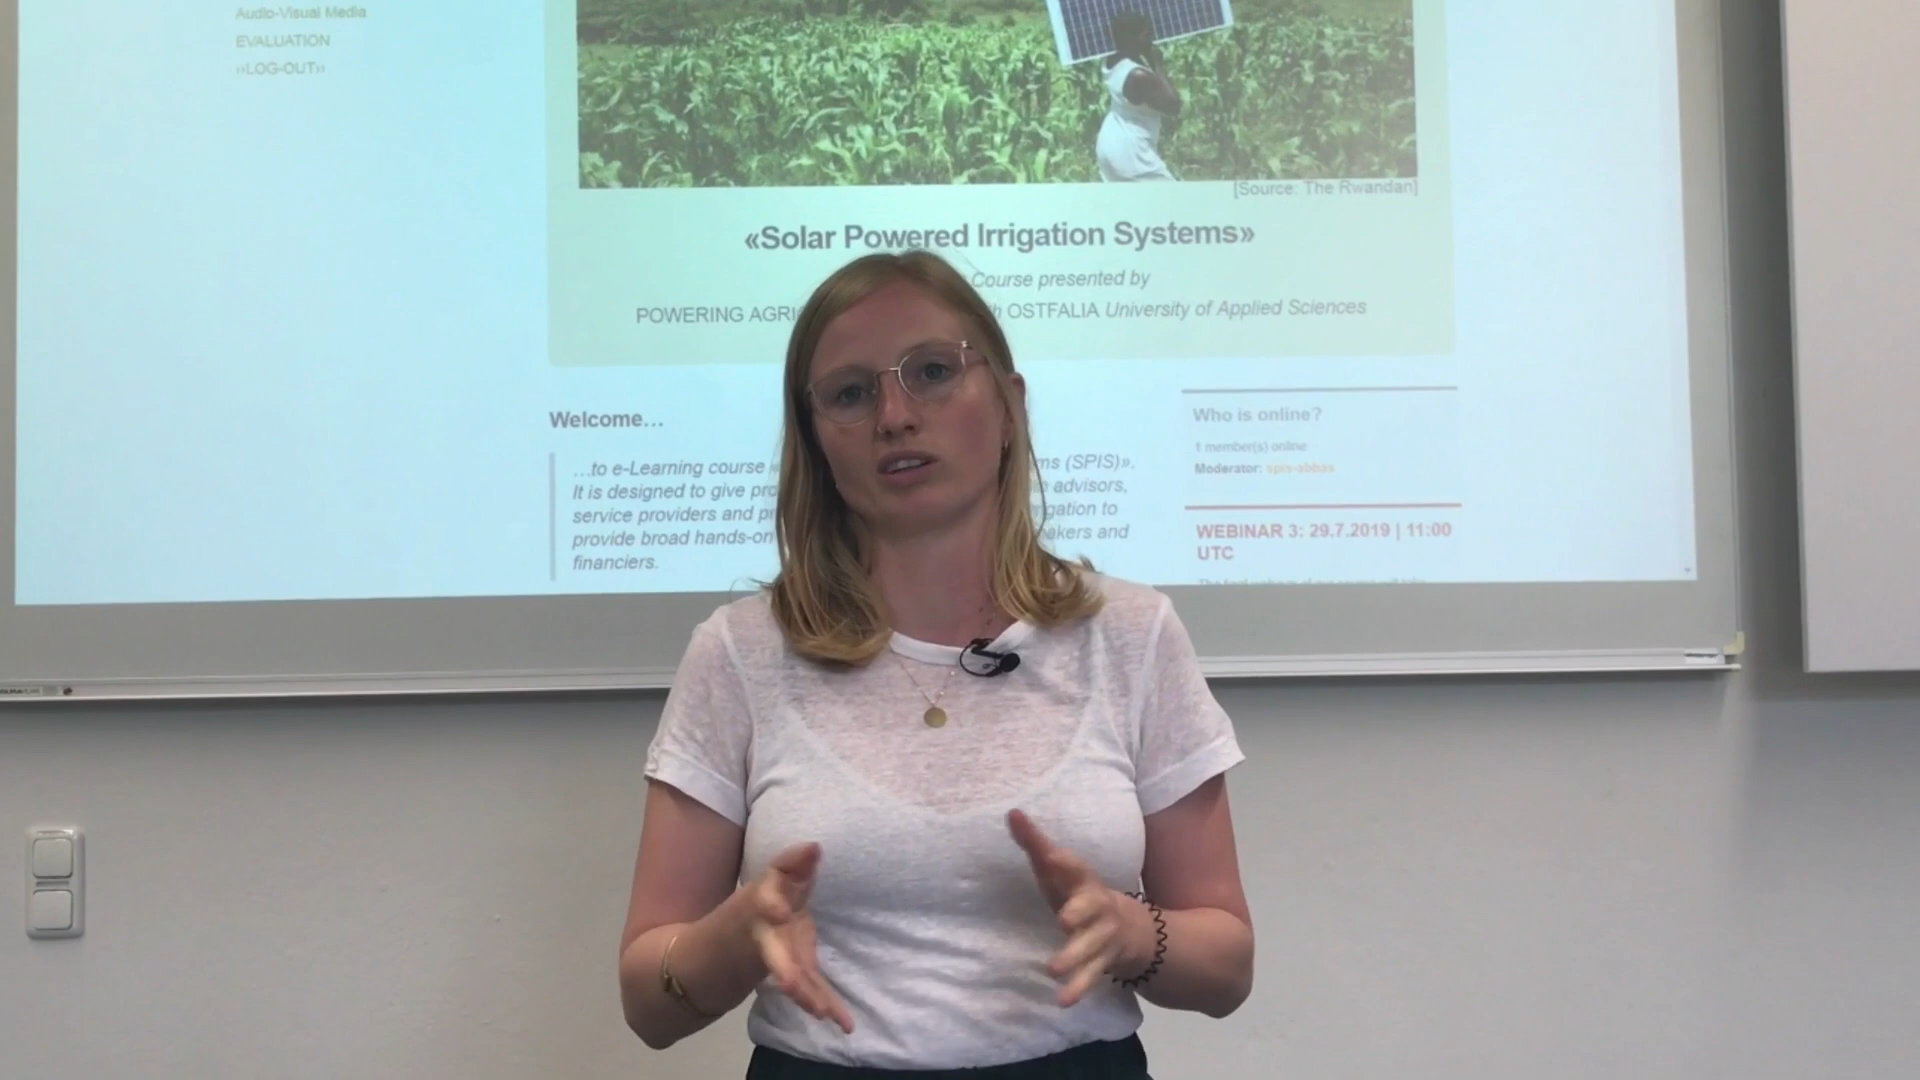 Audio-Visual Media
EVALUATION
››LOG-OUT››
[Source: The Rwandan]
«Solar Powered Irrigation Systems»
Course presented by
POWERING AGRI
OSTFALIA University of Applied Sciences
Welcome…
…to e-Learning course
(SPIS)».
It is designed to give
advisors,
service providers and
to
provide broad hands-on
and
financiers.
Who is online?
1 member(s) online
Moderator: spis-abbas
WEBINAR 3: 29.7.2019 | 11:00
UTC